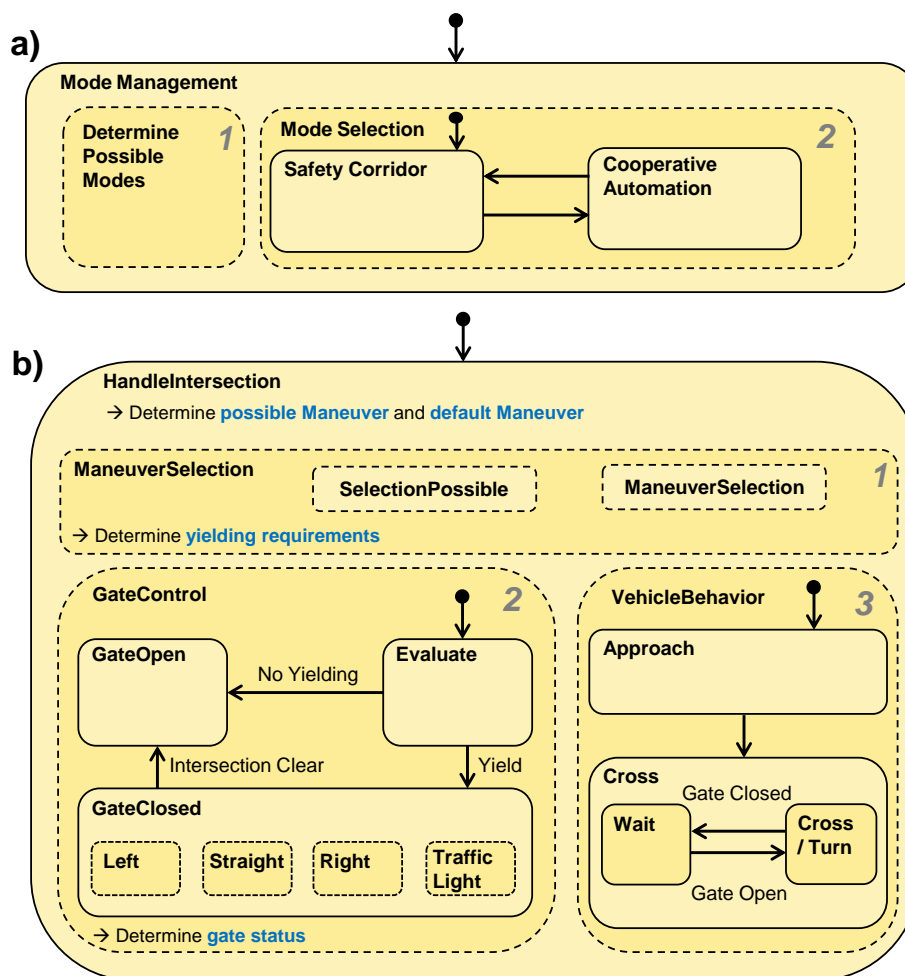 a)
Mode Management
Determine
Possible
Modes
1
Mode Selection
2
Safety Corridor
Cooperative
Automation
b)
HandleIntersection
→ Determine possible Maneuver and default Maneuver
ManeuverSelection
SelectionPossible
ManeuverSelection
1
→ Determine yielding requirements
GateControl
2
GateOpen
Evaluate
No Yielding
Intersection Clear
Yield
GateClosed
Left
Straight
Right
Traffic
Light
→ Determine gate status
VehicleBehavior
3
Approach
Cross
Gate Closed
Wait
Cross
/ Turn
Gate Open